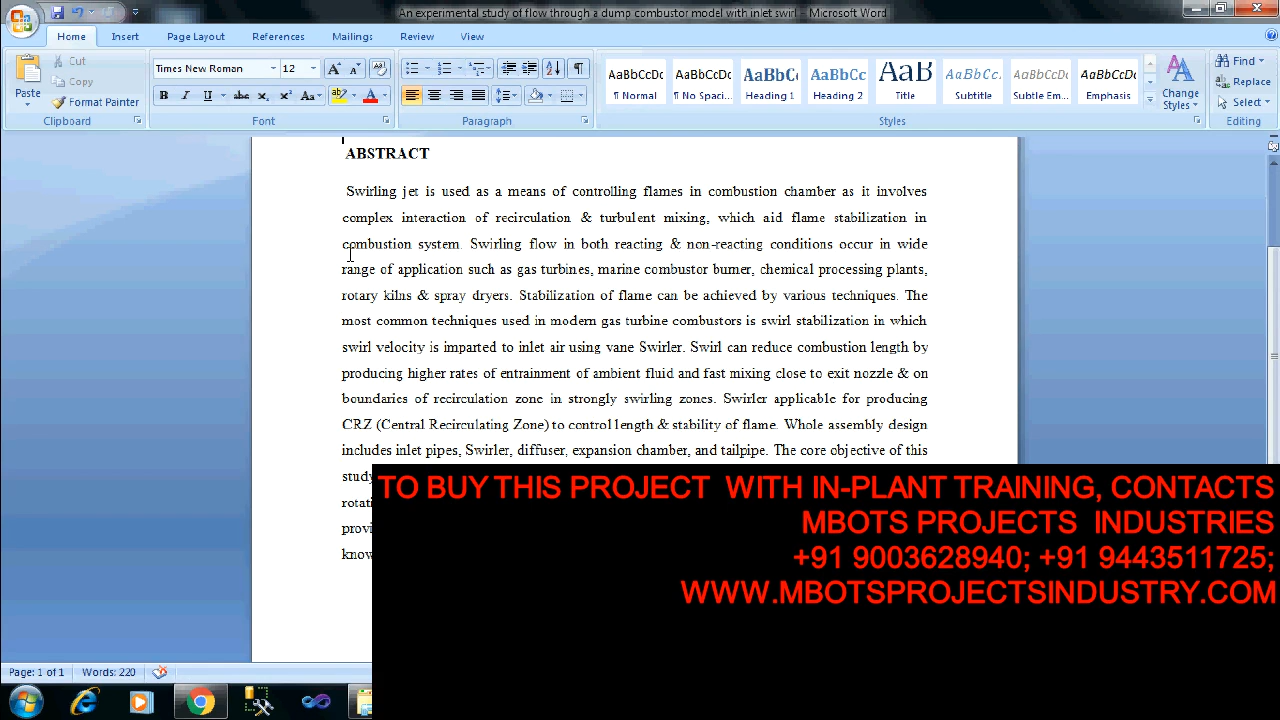 An experimental study of flow through a dump combustor model with inlet swirl - Microsoft Word
Home Insert Page Layout References Mailings Review View
Paste
Cut
Copy
Format Painter
Clipboard
Times New Roman 12
Font
Paragraph
AaBbCcDc AaBbCcDc AaBbC AaBbCc AaB AaBbCc. AaBbCcDc AaBbCcDc
¶ Normal ¶ No Spaci... Heading 1 Heading 2 Title Subtitle Subtle Em... Emphasis
Change
Styles
Styles
Find
Replace
Select
Editing
ABSTRACT
Swirling jet is used as a means of controlling flames in combustion chamber as it involves
complex interaction of recirculation & turbulent mixing, which aid flame stabilization in
combustion system. Swirling flow in both reacting & non-reacting conditions occur in wide
range of application such as gas turbines, marine combustor burner, chemical processing plants,
rotary kilns & spray dryers. Stabilization of flame can be achieved by various techniques. The
most common techniques used in modern gas turbine combustors is swirl stabilization in which
swirl velocity is imparted to inlet air using vane Swirler. Swirl can reduce combustion length by
producing higher rates of entrainment of ambient fluid and fast mixing close to exit nozzle & on
boundaries of recirculation zone in strongly swirling zones. Swirler applicable for producing
CRZ (Central Recirculating Zone) to control length & stability of flame. Whole assembly design
includes inlet pipes, Swirler, diffuser, expansion chamber, and tailpipe. The core objective of this
study
rotati
provi
know
TO BUY THIS PROJECT WITH IN-PLANT TRAINING, CONTACTS
MBOTS PROJECTS INDUSTRIES
+91 9003628940; +91 9443511725;
WWW.MBOTSPROJECTSINDUSTRY.COM
Page: 1 of 1 Words: 220